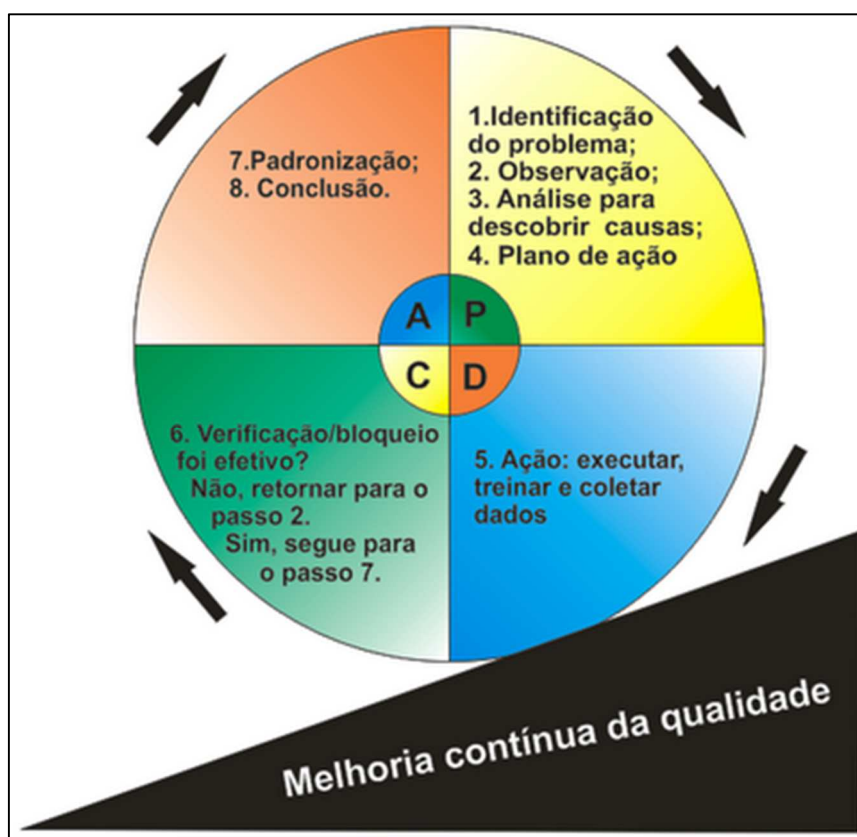 1.Identificação
do problema;
2. Observação;
3. Análise para
descobrir causas;
4. Plano de ação
7.Padronização;
8. Conclusão.
A
P
C
D
6. Verificação/bloqueio
foi efetivo?
Não, retornar para o
passo 2.
Sim, segue para
o passo 7.
5. Ação: executar,
treinar e coletar
dados
Melhoria contínua da qualidade